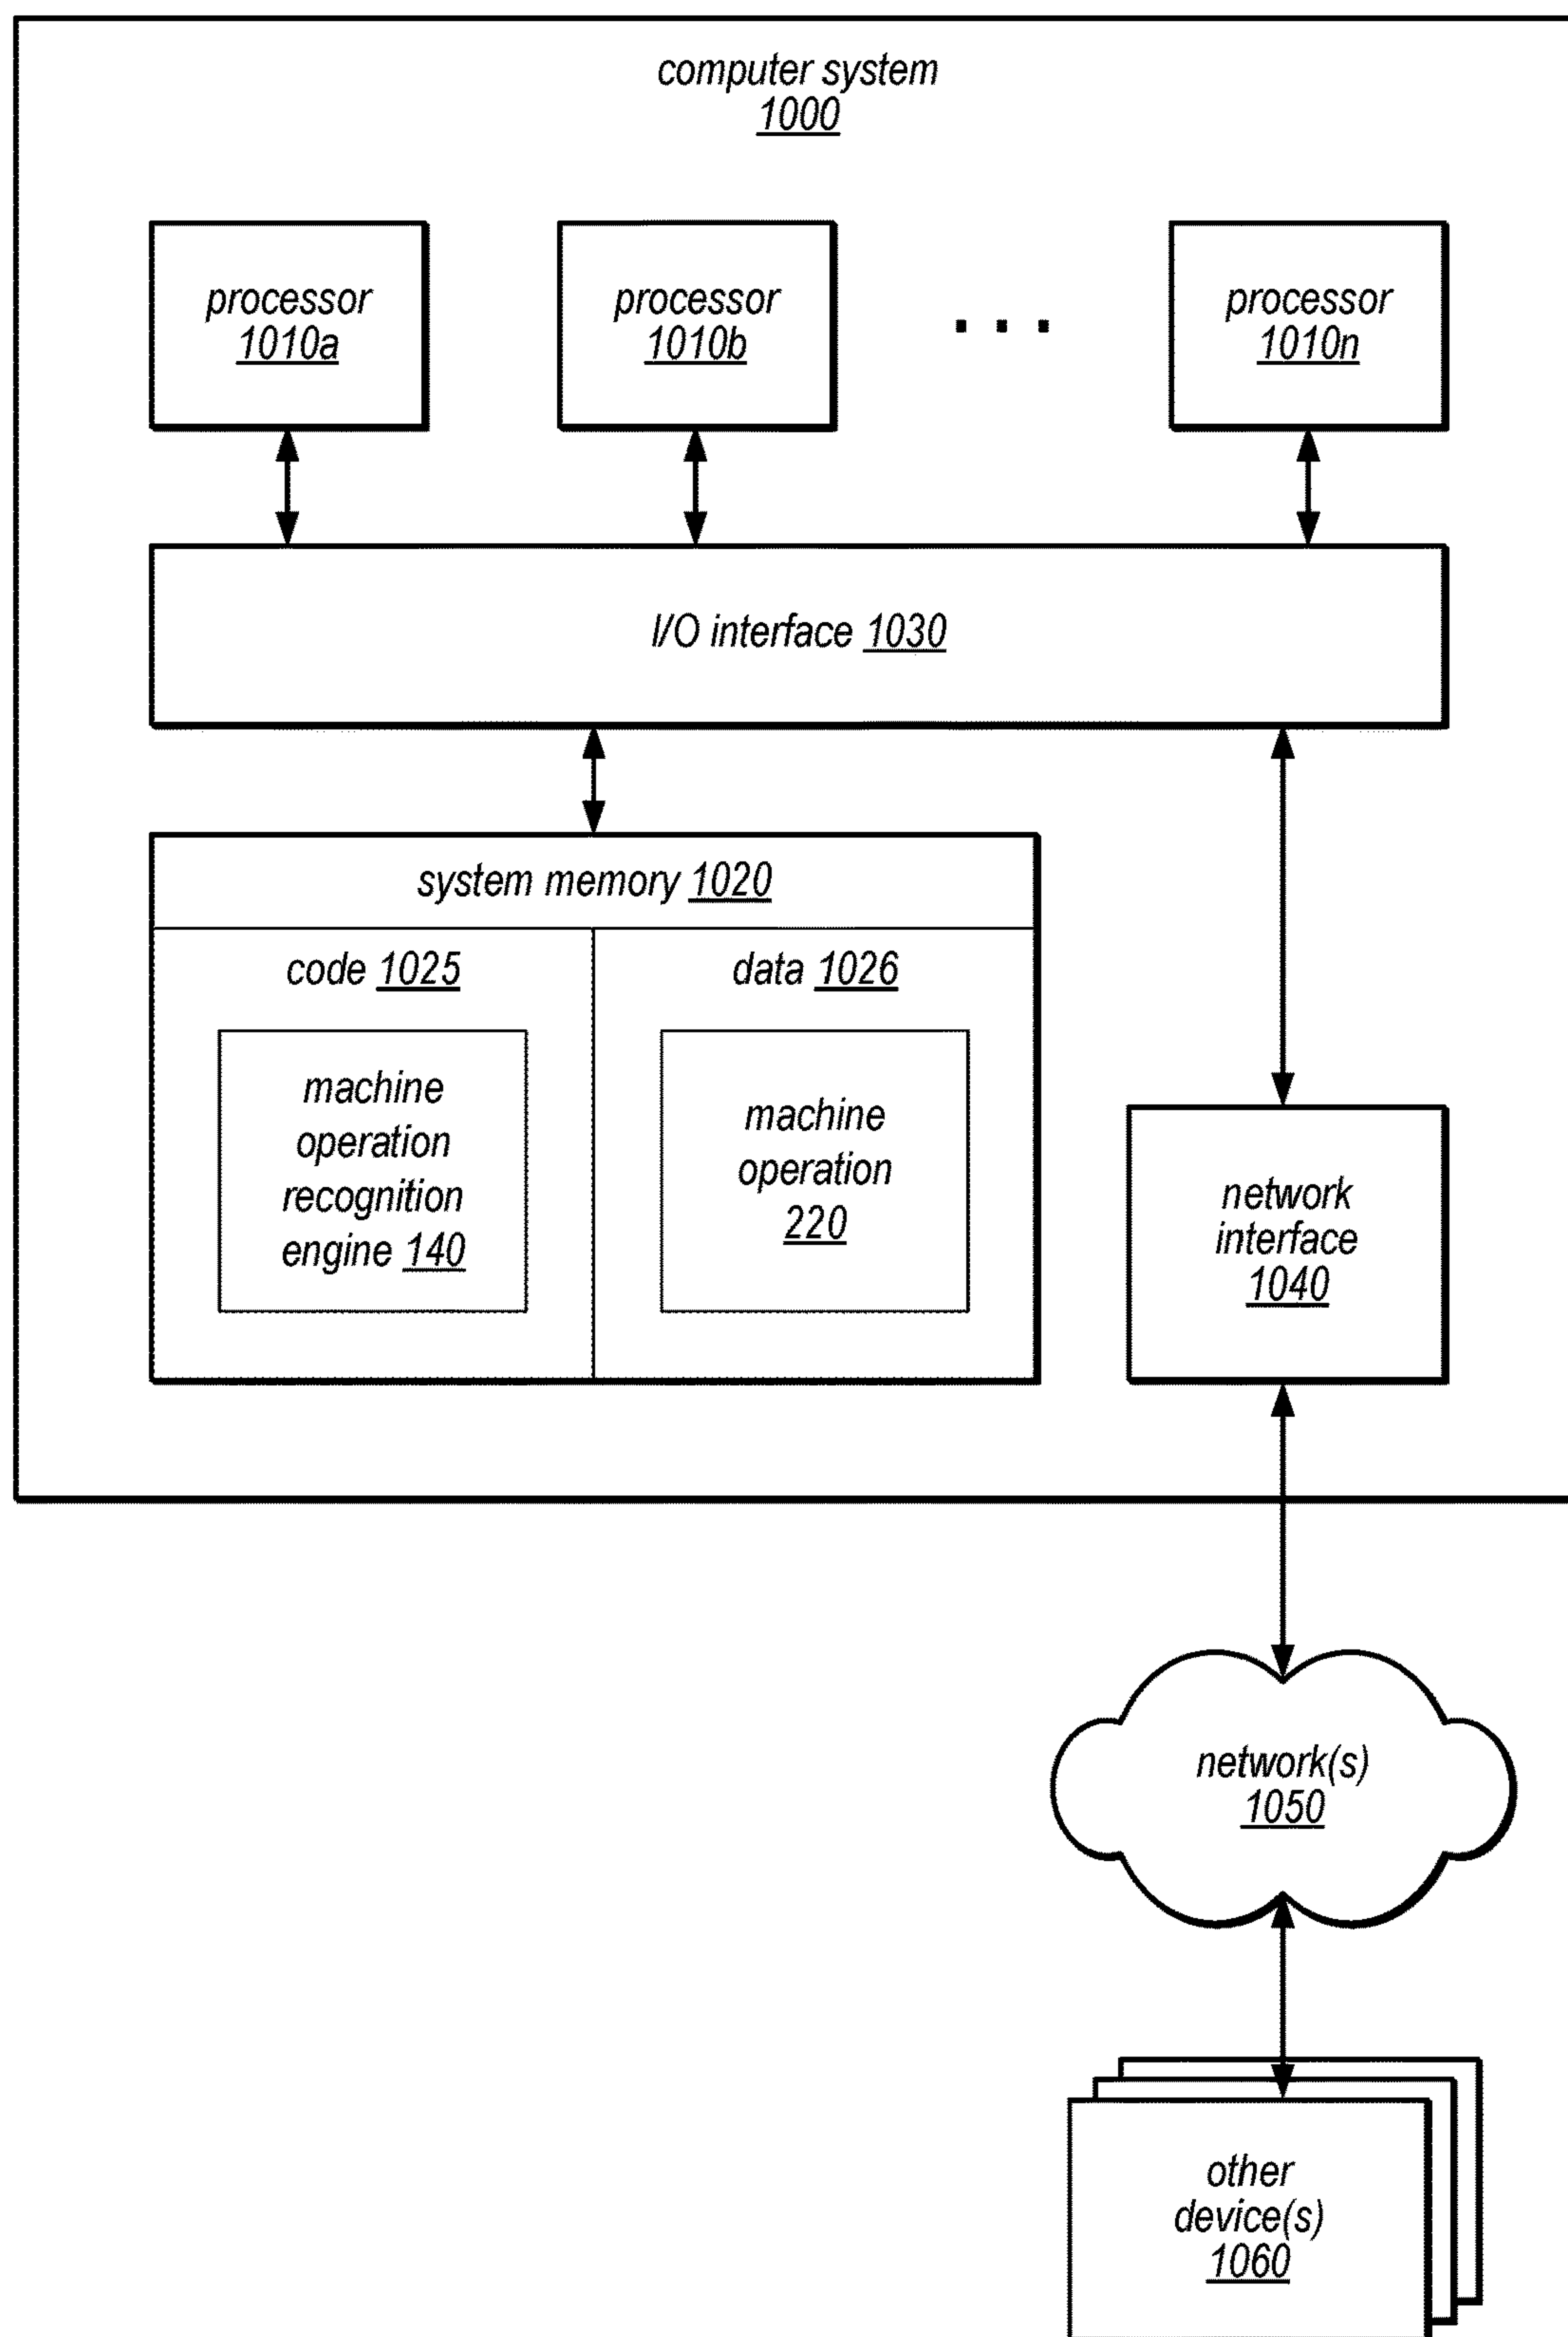 computer system
1000
processor
1010a
processor
1010b
. . .
processor
1010n
I/O interface 1030
system memory 1020
code 1025
machine
operation
recognition
engine 140
data 1026
machine
operation
220
network
interface
1040
network(s)
1050
other
device(s)
1060